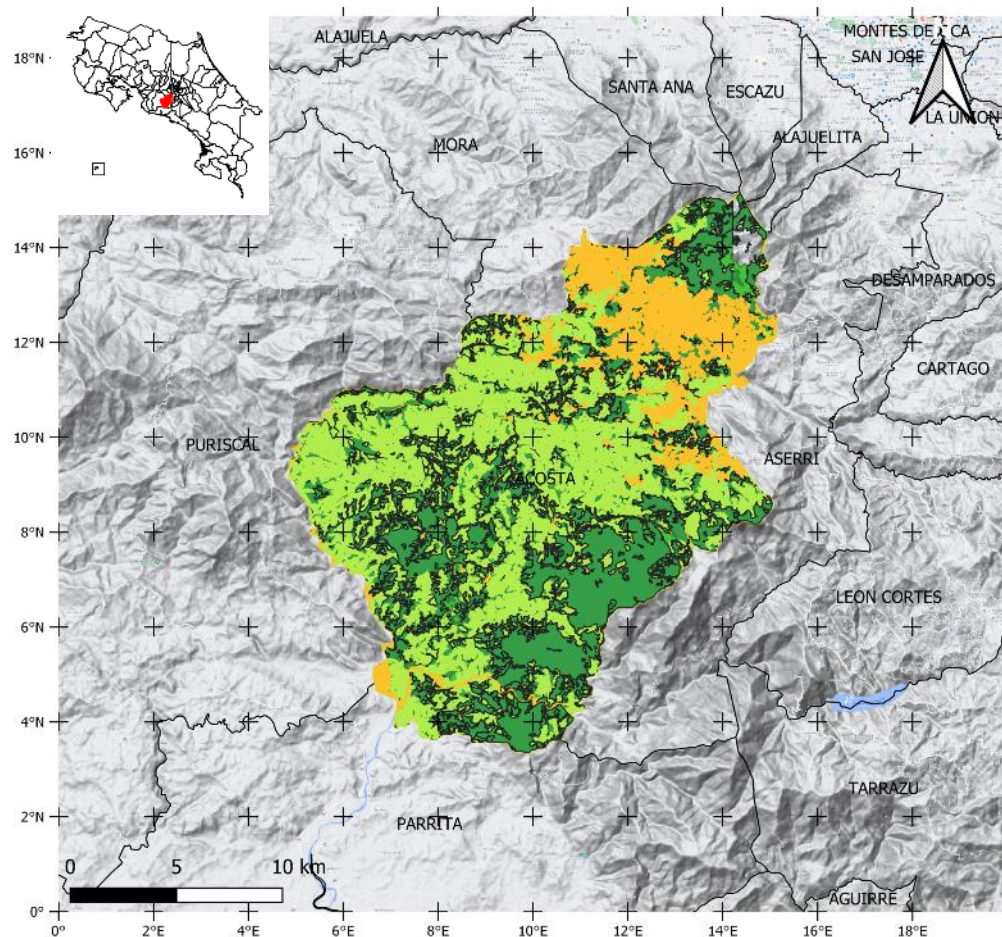 18°N
16°N
14°N
12°N
10°N
8°N
6°N
4°N
2°N
0°
ALAJUELA
MONTES DE CA
SAN JOSE
SANTA ANA
ESCAZU
LA UNION
ALAJUELITA
MORA
DESAMPARADOS
CARTAGO
PURISCAL
ASERRI
ACOSTA
LEON CORTES
TARRAZU
PARRITA
AGUIRRE
0 5 10 km
0° 2°E 4°E 6°E 8°E 10°E 12°E 14°E 16°E 18°E